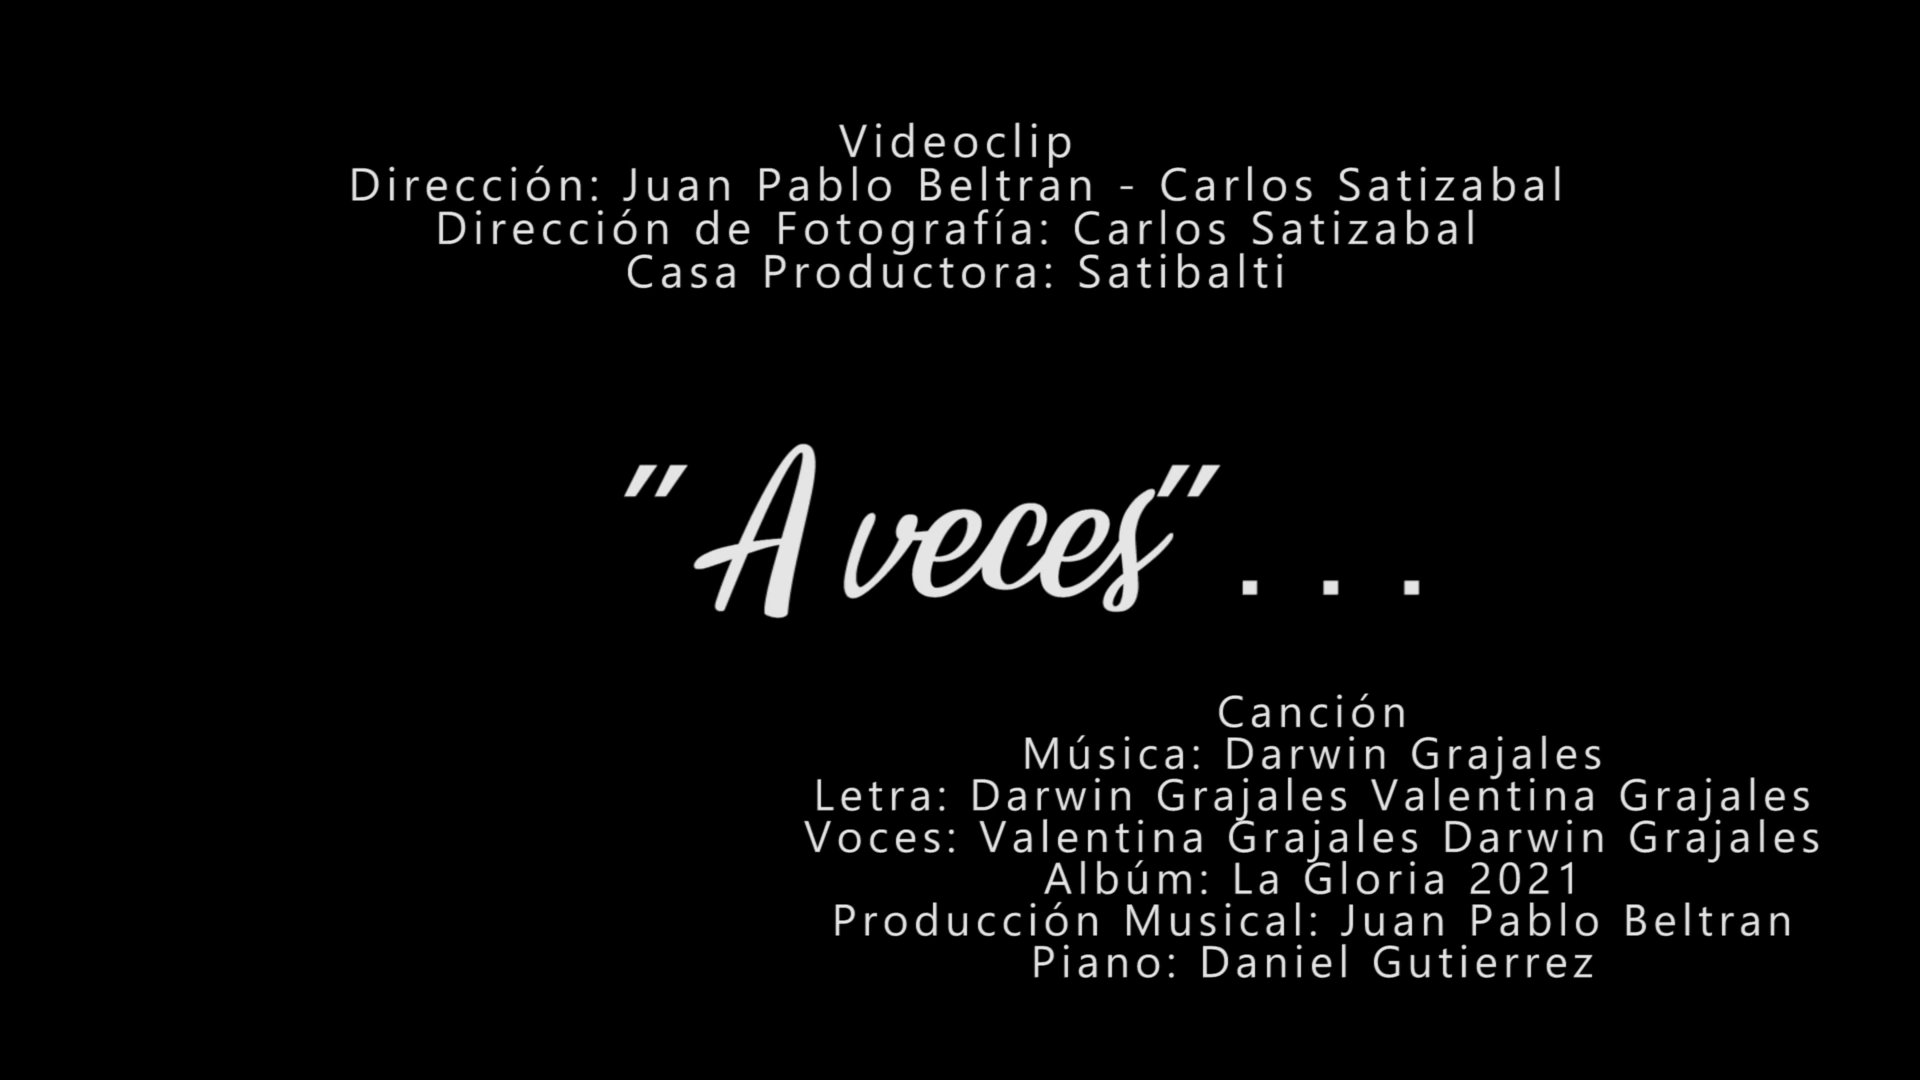 Videoclip
Dirección: Juan Pablo Beltran - Carlos Satizabal
Dirección de Fotografía: Carlos Satizabal
Casa Productora: Satibalti
"A veces" . . .
Canción
Música: Darwin Grajales
Letra: Darwin Grajales Valentina Grajales
Voces: Valentina Grajales Darwin Grajales
Albúm: La Gloria 2021
Producción Musical: Juan Pablo Beltran
Piano: Daniel Gutierrez